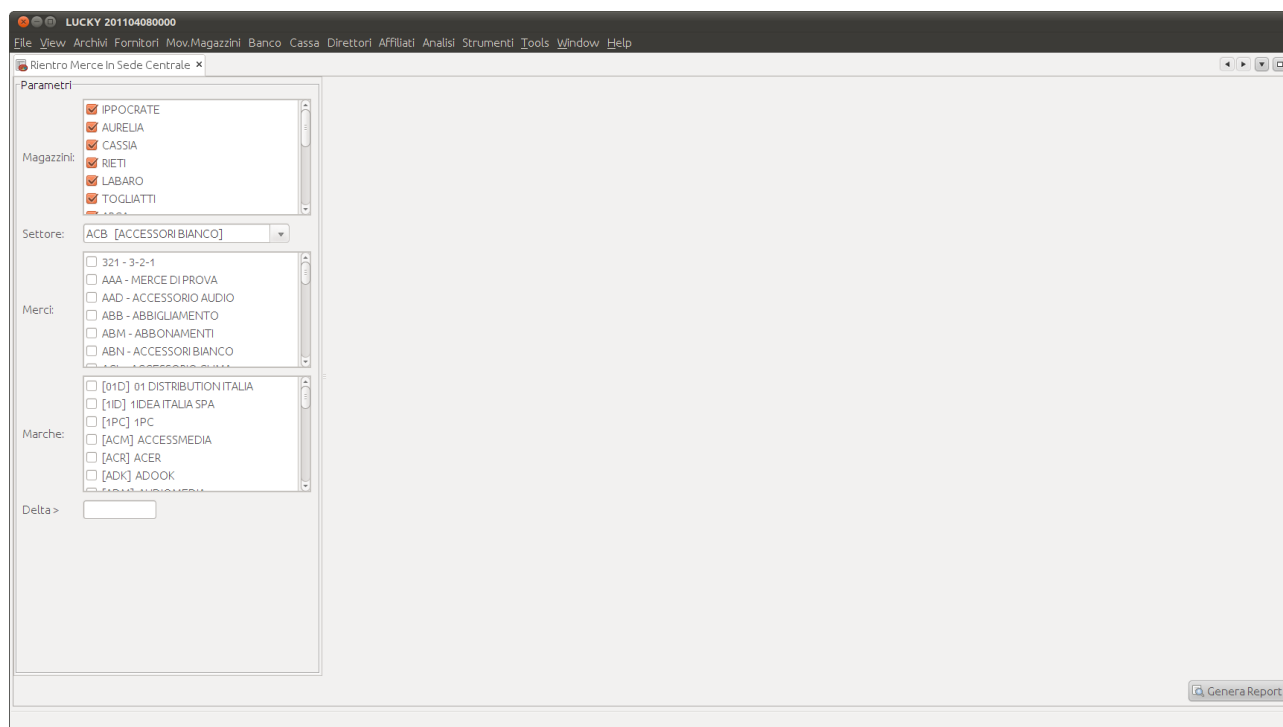 LUCKY 201104080000
File View Archivi Fornitori Mov.Magazzini Banco Cassa Direttori Affiliati Analisi Strumenti Tools Window Help
Rientro Merce In Sede Centrale
Parametri
Magazzini:
IPPOCRATE
AURELIA
CASSIA
RIETI
LABARO
TOGLIATTI
Settore:
ACB [ACCESSORI BIANCO]
Merci:
321 - 3-2-1
AAA - MERCE DI PROVA
AAD - ACCESSORIO AUDIO
ABB - ABBIGLIAMENTO
ABM - ABBONAMENTI
ABN - ACCESSORI BIANCO
Marche:
[01D] 01 DISTRIBUTION ITALIA
[1ID] 1IDEA ITALIA SPA
[1PC] 1PC
[ACM] ACCESSMEDIA
[ACR] ACER
[ADK] ADOOK
Delta >
Genera Report